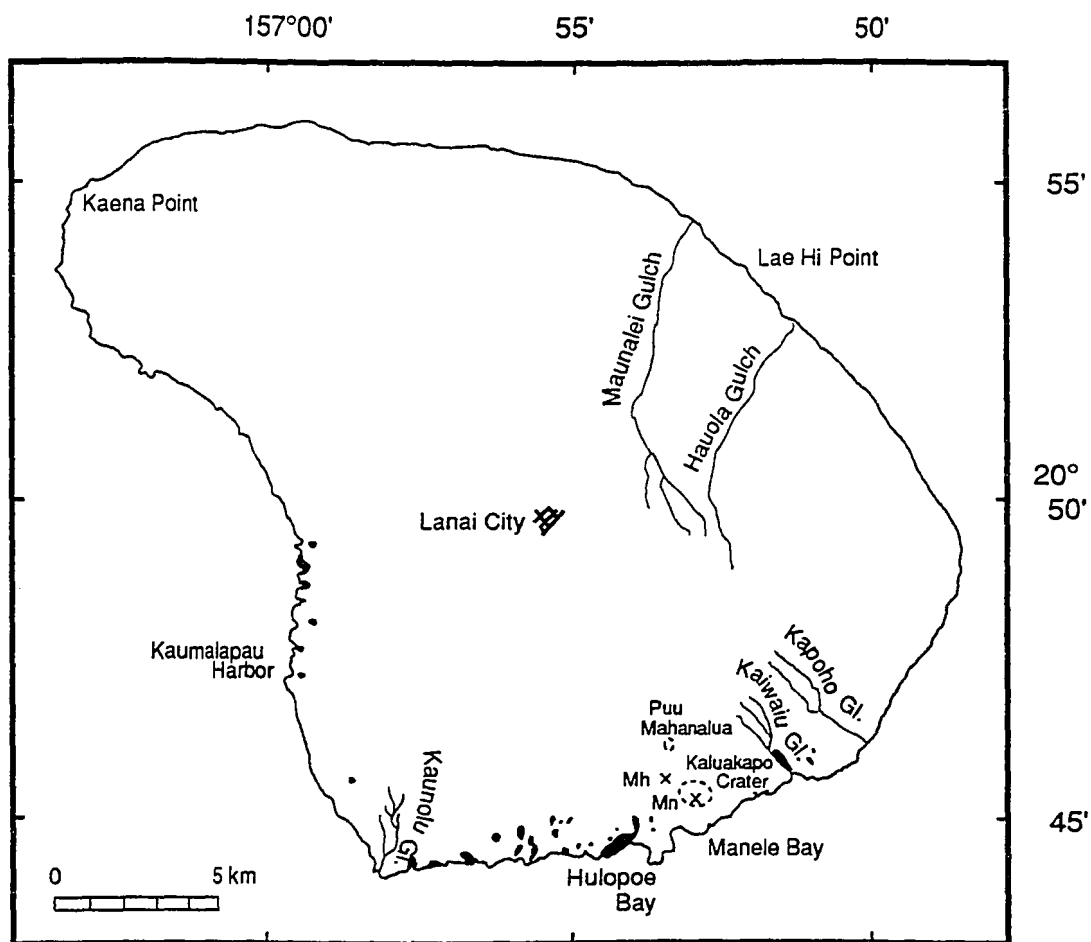 157°00'
55'
50'
Kaena Point
55'
Lae Hi Point
Maunalei Gulch
Hauola Gulch
20°
50'
Lanai City
Kaumalapau
Harbor
Kapoho Gl.
Kaiwaiu Gl.
Puu
Mahanalua
Kaluakapo
Crater
Mh
Mn
Kaunolu Gl.
45'
Manele Bay
Hulopoe
Bay
0
5 km